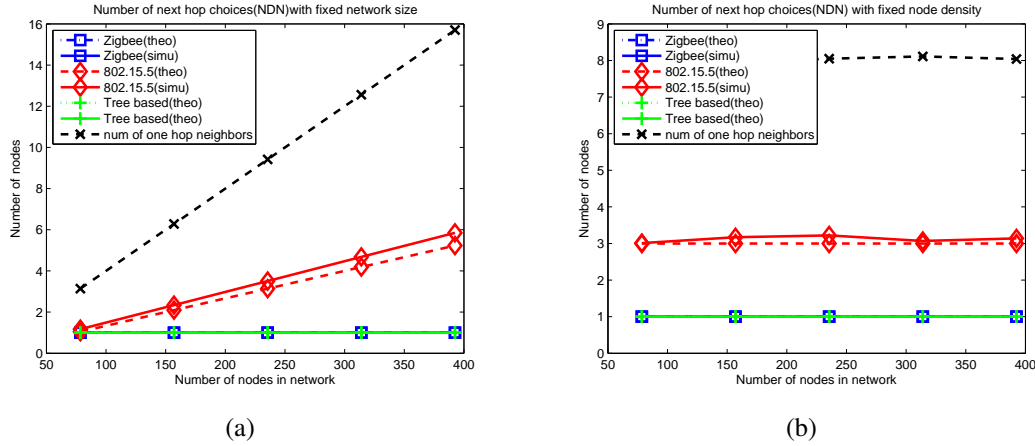 Number of next hop choices(NDN)with fixed network size
16
14
12
10
8
6
4
2
0
Number of nodes
Zigbee(theo)
Zigbee(simu)
802.15.5(theo)
802.15.5(simu)
Tree based(theo)
Tree based(theo)
num of one hop neighbors
50 100 150 200 250 300 350 400
Number of nodes in network
(a)
Number of next hop choices(NDN) with fixed node density
9
8
7
6
5
4
3
2
1
0
Number of nodes
Zigbee(theo)
Zigbee(simu)
802.15.5(theo)
802.15.5(simu)
Tree based(theo)
Tree based(theo)
num of one hop neighbors
50 100 150 200 250 300 350 400
Number of nodes in network
(b)